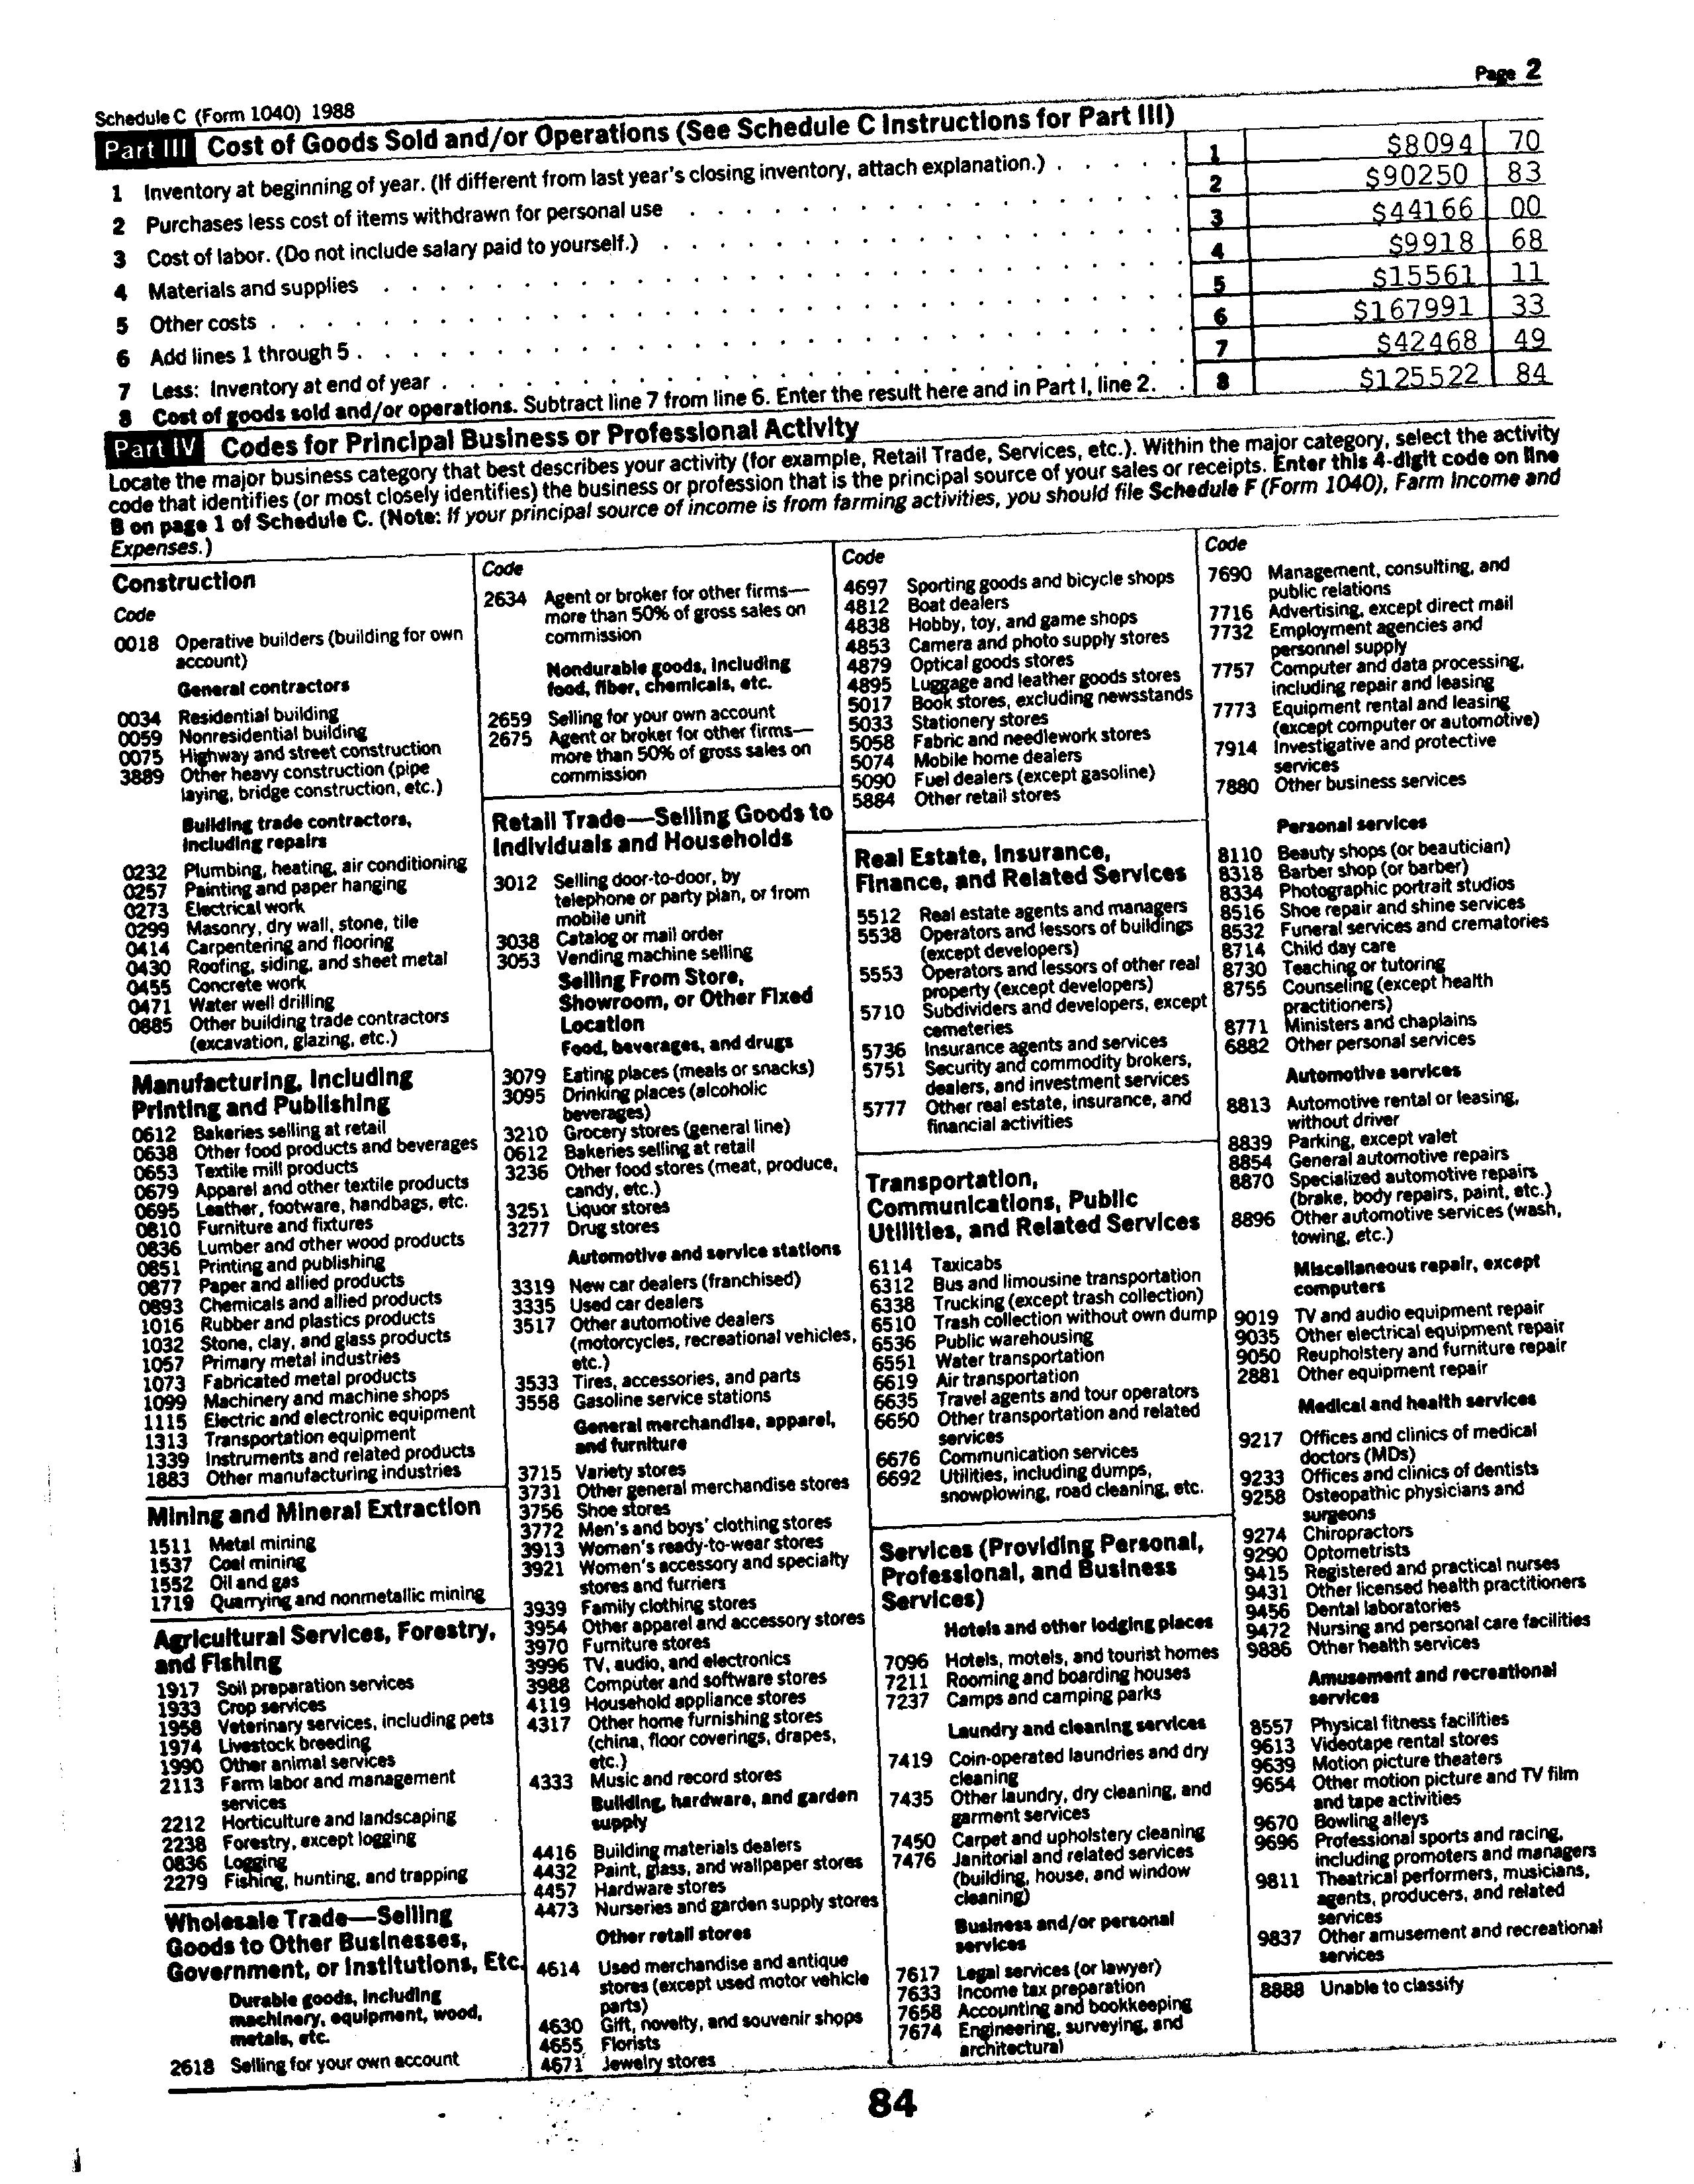 Page 2
Schedule C (Form 1040) 1988
Part III Cost of Goods Sold and/or Operations (See Schedule C Instructions for Part III)
1 Inventory at beginning of year. (If different from last year's closing inventory, attach explanation.) . . . . . 1 $8094 70
2 Purchases less cost of items withdrawn for personal use 2 $90250 83
3 Cost of labor. (Do not include salary paid to yourself.) 3 $44166 00
4 Materials and supplies 4 $9918 68
5 Other costs 5 $15561 11
6 Add lines 1 through 5 6 $167991 33
7 Less: Inventory at end of year 7 $42468 49
8 Cost of goods sold and/or operations. Subtract line 7 from line 6. Enter the result here and in Part I, line 2. . 8 $125522 84
Part IV Codes for Principal Business or Professional Activity
Locate the major business category that best describes your activity (for example, Retail Trade, Services, etc.). Within the major category, select the activity
code that identifies (or most closely identifies) the business or profession that is the principal source of your sales or receipts. Enter this 4-digit code on line
B on page 1 of Schedule C. (Note: If your principal source of income is from farming activities, you should file Schedule F (Form 1040), Farm Income and
Expenses.)
Construction
Code
0018 Operative builders (building for own
account)
General contractors
0034 Residential building
0059 Nonresidential building
0075 Highway and street construction
3889 Other heavy construction (pipe
laying, bridge construction, etc.)
Building trade contractors,
including repairs
0232 Plumbing, heating, air conditioning
0257 Painting and paper hanging
0273 Electrical work
0299 Masonry, dry wall, stone, tile
0414 Carpentering and flooring
0430 Roofing, siding, and sheet metal
0455 Concrete work
0471 Water well drilling
0885 Other building trade contractors
(excavation, glazing, etc.)
Manufacturing, Including
Printing and Publishing
0612 Bakeries selling at retail
0638 Other food products and beverages
0653 Textile mill products
0679 Apparel and other textile products
0695 Leather, footware, handbags, etc.
0810 Furniture and fixtures
0836 Lumber and other wood products
0851 Printing and publishing
0877 Paper and allied products
0893 Chemicals and allied products
1016 Rubber and plastics products
1032 Stone, clay, and glass products
1057 Primary metal industries
1073 Fabricated metal products
1099 Machinery and machine shops
1115 Electric and electronic equipment
1313 Transportation equipment
1339 Instruments and related products
1883 Other manufacturing industries
Mining and Mineral Extraction
1511 Metal mining
1537 Coal mining
1552 Oil and gas
1719 Quarrying and nonmetallic mining
Agricultural Services, Forestry,
and Fishing
1917 Soil preparation services
1933 Crop services
1958 Veterinary services, including pets
1974 Livestock breeding
1990 Other animal services
2113 Farm labor and management
services
2212 Horticulture and landscaping
2238 Forestry, except logging
0836 Logging
2279 Fishing, hunting, and trapping
Wholesale Trade—Selling
Goods to Other Businesses,
Government, or Institutions, Etc.
Durable goods, including
machinery, equipment, wood,
metals, etc.
2618 Selling for your own account
Code
2634 Agent or broker for other firms—
more than 50% of gross sales on
commission
Nondurable goods, including
food, fiber, chemicals, etc.
2659 Selling for your own account
2675 Agent or broker for other firms—
more than 50% of gross sales on
commission
Retail Trade—Selling Goods to
Individuals and Households
3012 Selling door-to-door, by
telephone or party plan, or from
mobile unit
3038 Catalog or mail order
3053 Vending machine selling
Selling From Store,
Showroom, or Other Fixed
Location
Food, beverages, and drugs
3079 Eating places (meals or snacks)
3095 Drinking places (alcoholic
beverages)
3210 Grocery stores (general line)
0612 Bakeries selling at retail
3236 Other food stores (meat, produce,
candy, etc.)
3251 Liquor stores
3277 Drug stores
Automotive and service stations
3319 New car dealers (franchised)
3335 Used car dealers
3517 Other automotive dealers
(motorcycles, recreational vehicles,
etc.)
3533 Tires, accessories, and parts
3558 Gasoline service stations
General merchandise, apparel,
and furniture
3715 Variety stores
3731 Other general merchandise stores
3756 Shoe stores
3772 Men's and boys' clothing stores
3913 Women's ready-to-wear stores
3921 Women's accessory and specialty
stores and furriers
3939 Family clothing stores
3954 Other apparel and accessory stores
3970 Furniture stores
3996 TV, audio, and electronics
3988 Computer and software stores
4119 Household appliance stores
4317 Other home furnishing stores
(china, floor coverings, drapes,
etc.)
4333 Music and record stores
Building, hardware, and garden
supply
4416 Building materials dealers
4432 Paint, glass, and wallpaper stores
4457 Hardware stores
4473 Nurseries and garden supply stores
Other retail stores
4614 Used merchandise and antique
stores (except used motor vehicle
parts)
4630 Gift, novelty, and souvenir shops
4655 Florists
4671 Jewelry stores
Code
4697 Sporting goods and bicycle shops
4812 Boat dealers
4838 Hobby, toy, and game shops
4853 Camera and photo supply stores
4879 Optical goods stores
4895 Luggage and leather goods stores
5017 Book stores, excluding newsstands
5033 Stationery stores
5058 Fabric and needlework stores
5074 Mobile home dealers
5090 Fuel dealers (except gasoline)
5884 Other retail stores
Real Estate, Insurance,
Finance, and Related Services
5512 Real estate agents and managers
5538 Operators and lessors of buildings
(except developers)
5553 Operators and lessors of other real
property (except developers)
5710 Subdividers and developers, except
cemeteries
5736 Insurance agents and services
5751 Security and commodity brokers,
dealers, and investment services
5777 Other real estate, insurance, and
financial activities
Transportation,
Communications, Public
Utilities, and Related Services
6114 Taxicabs
6312 Bus and limousine transportation
6338 Trucking (except trash collection)
6510 Trash collection without own dump
6536 Public warehousing
6551 Water transportation
6619 Air transportation
6635 Travel agents and tour operators
6650 Other transportation and related
services
6676 Communication services
6692 Utilities, including dumps,
snowplowing, road cleaning, etc.
Services (Providing Personal,
Professional, and Business
Services)
Hotels and other lodging places
7096 Hotels, motels, and tourist homes
7211 Rooming and boarding houses
7237 Camps and camping parks
Laundry and cleaning services
7419 Coin-operated laundries and dry
cleaning
7435 Other laundry, dry cleaning, and
garment services
7450 Carpet and upholstery cleaning
7476 Janitorial and related services
(building, house, and window
cleaning)
Business and/or personal
services
7617 Legal services (or lawyer)
7633 Income tax preparation
7658 Accounting and bookkeeping
7674 Engineering, surveying, and
architectural
Code
7690 Management, consulting, and
public relations
7716 Advertising, except direct mail
7732 Employment agencies and
personnel supply
7757 Computer and data processing,
including repair and leasing
7773 Equipment rental and leasing
(except computer or automotive)
7914 Investigative and protective
services
7880 Other business services
Personal services
8110 Beauty shops (or beautician)
8318 Barber shop (or barber)
8334 Photographic portrait studios
8516 Shoe repair and shine services
8532 Funeral services and crematories
8714 Child day care
8730 Teaching or tutoring
8755 Counseling (except health
practitioners)
8771 Ministers and chaplains
6882 Other personal services
Automotive services
8813 Automotive rental or leasing,
without driver
8839 Parking, except valet
8854 General automotive repairs
8870 Specialized automotive repairs
(brake, body repairs, paint, etc.)
8896 Other automotive services (wash,
towing, etc.)
Miscellaneous repair, except
computers
9019 TV and audio equipment repair
9035 Other electrical equipment repair
9050 Reupholstery and furniture repair
2881 Other equipment repair
Medical and health services
9217 Offices and clinics of medical
doctors (MDs)
9233 Offices and clinics of dentists
9258 Osteopathic physicians and
surgeons
9274 Chiropractors
9290 Optometrists
9415 Registered and practical nurses
9431 Other licensed health practitioners
9456 Dental laboratories
9472 Nursing and personal care facilities
9886 Other health services
Amusement and recreational
services
8557 Physical fitness facilities
9613 Videotape rental stores
9639 Motion picture theaters
9654 Other motion picture and TV film
and tape activities
9670 Bowling alleys
9696 Professional sports and racing,
including promoters and managers
9811 Theatrical performers, musicians,
agents, producers, and related
services
9837 Other amusement and recreational
services
8888 Unable to classify
84